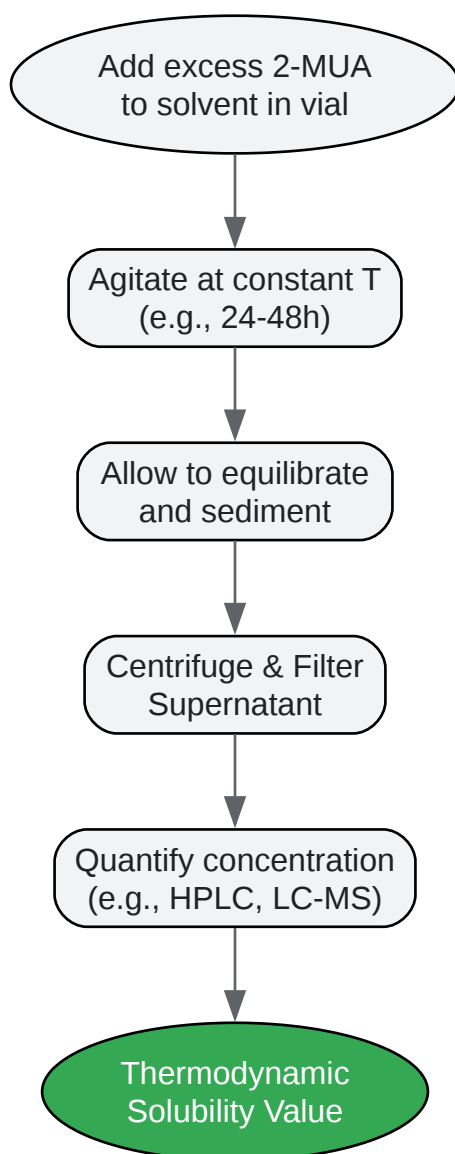 Add excess 2-MUA
to solvent in vial
Agitate at constant T
(e.g., 24-48h)
Allow to equilibrate
and sediment
Centrifuge & Filter
Supernatant
Quantify concentration
(e.g., HPLC, LC-MS)
Thermodynamic
Solubility Value